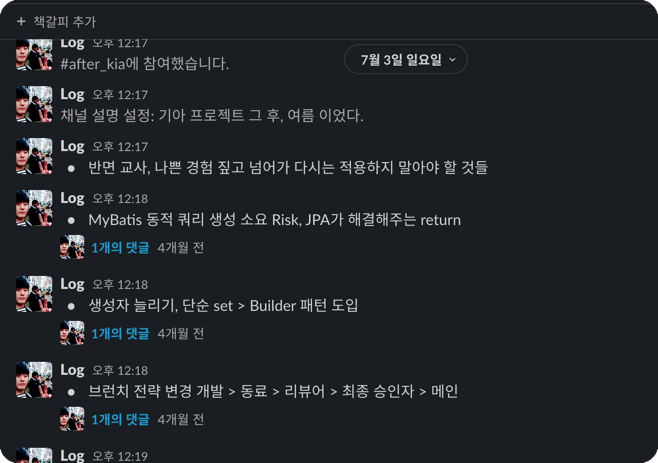 + 책갈피 추가
Log 오후 12:17
7월 3일 일요일
#after_kia에 참여했습니다.
Log 오후 12:17
채널 설명 설정: 기아 프로젝트 그 후, 여름 이었다.
Log 오후 12:17
• 반면 교사, 나쁜 경험 짚고 넘어가 다시는 적용하지 말아야 할 것들
Log 오후 12:18
• MyBatis 동적 쿼리 생성 소요 Risk, JPA가 해결해주는 return
1개의 댓글 4개월 전
Log 오후 12:18
• 생성자 늘리기, 단순 set > Builder 패턴 도입
1개의 댓글 4개월 전
Log 오후 12:18
• 브런치 전략 변경 개발 > 동료 > 리뷰어 > 최종 승인자 > 메인
1개의 댓글 4개월 전
Log 오후 12:19